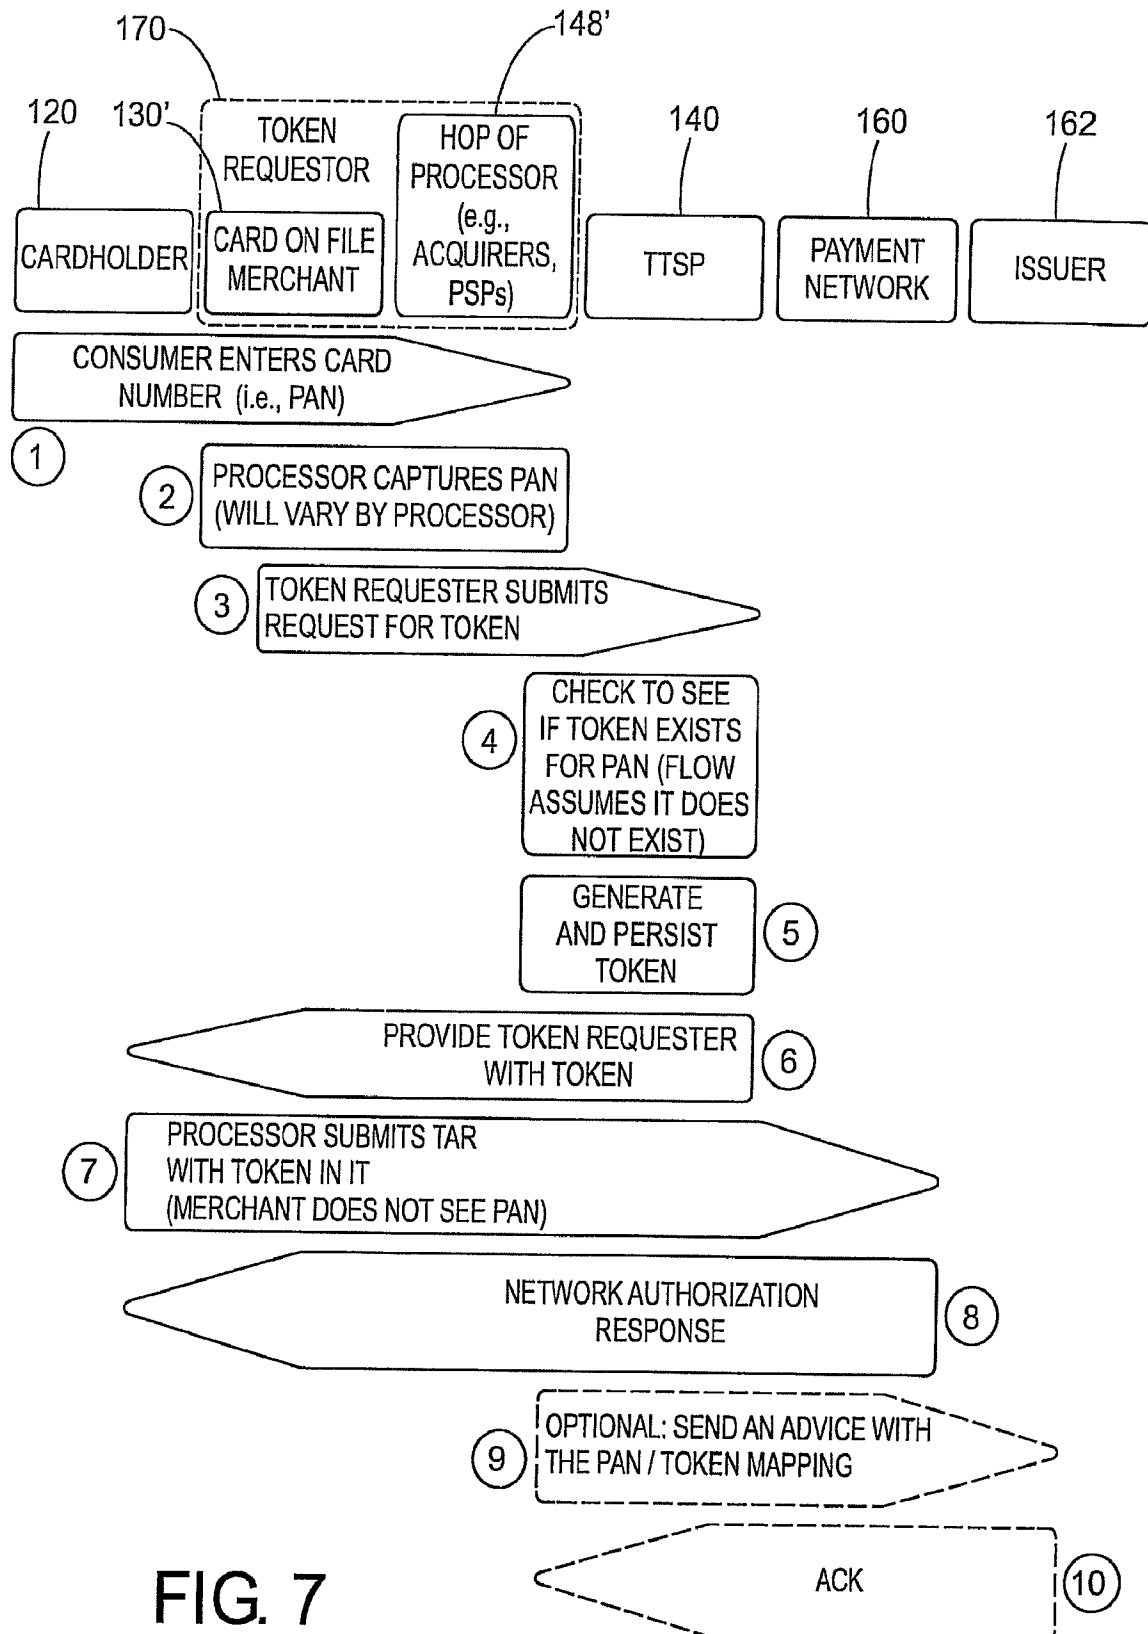 170
148'
120
130'
140
160
162
TOKEN
REQUESTOR
HOP OF
PROCESSOR
(e.g.,
ACQUIRERS,
PSPs)
CARDHOLDER
CARD ON FILE
MERCHANT
TTSP
PAYMENT
NETWORK
ISSUER
CONSUMER ENTERS CARD
NUMBER (i.e., PAN)
1
2
PROCESSOR CAPTURES PAN
(WILL VARY BY PROCESSOR)
3
TOKEN REQUESTER SUBMITS
REQUEST FOR TOKEN
4
CHECK TO SEE
IF TOKEN EXISTS
FOR PAN (FLOW
ASSUMES IT DOES
NOT EXIST)
GENERATE
AND PERSIST
TOKEN
5
PROVIDE TOKEN REQUESTER
WITH TOKEN
6
7
PROCESSOR SUBMITS TAR
WITH TOKEN IN IT
(MERCHANT DOES NOT SEE PAN)
NETWORK AUTHORIZATION
RESPONSE
8
9
OPTIONAL: SEND AN ADVICE WITH
THE PAN / TOKEN MAPPING
ACK
10
FIG. 7